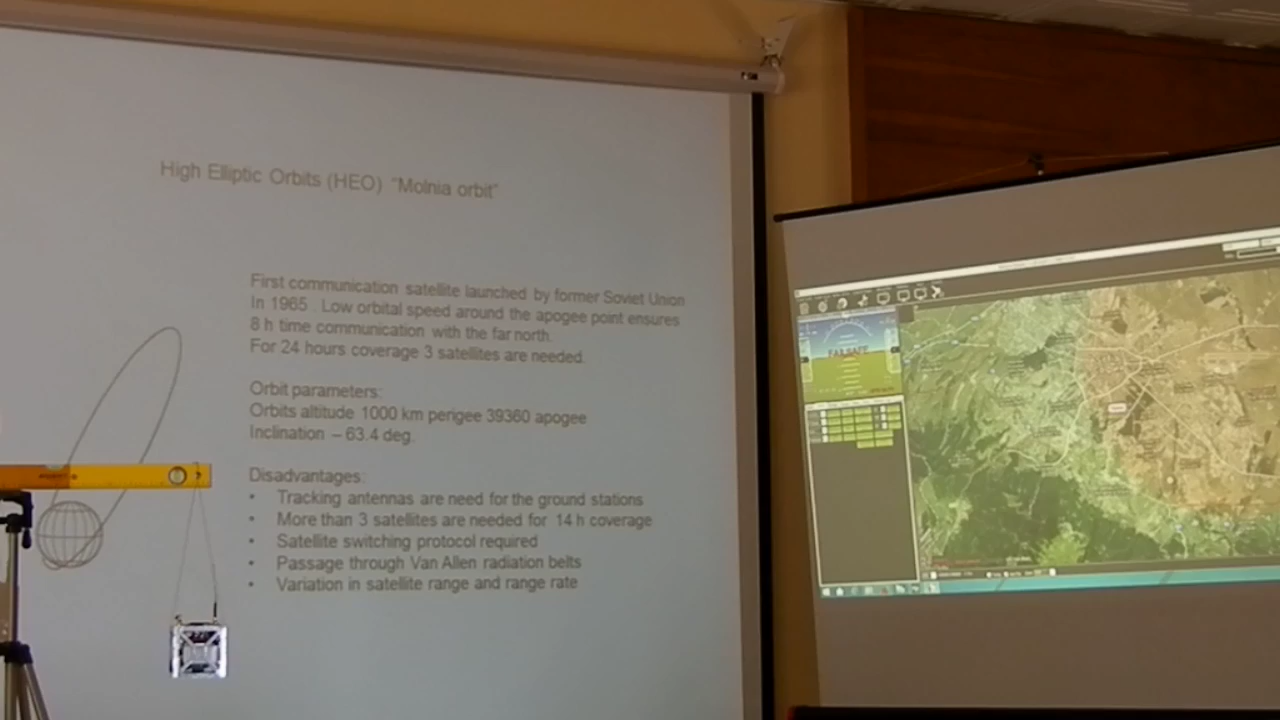 High Elliptic Orbits (HEO) "Molnia orbit"
First communication satellite launched by former Soviet Union
In 1965 . Low orbital speed around the apogee point ensures
8 h time communication with the far north.
For 24 hours coverage 3 satellites are needed.
Orbit parameters:
Orbits altitude 1000 km perigee 39360 apogee
Inclination – 63.4 deg.
Disadvantages:
• Tracking antennas are need for the ground stations
• More than 3 satellites are needed for 14 h coverage
• Satellite switching protocol required
• Passage through Van Allen radiation belts
• Variation in satellite range and range rate
FAILSAFE